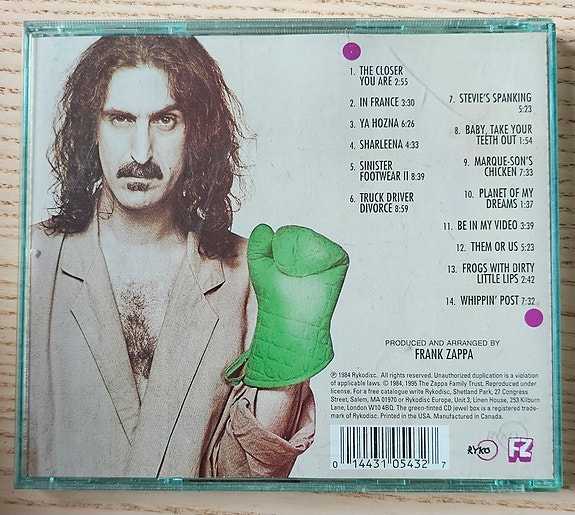 1. THE CLOSER
YOU ARE 2:55
2. IN FRANCE 3:30
3. YA HOZNA 6:26
4. SHARLEENA 4:33
5. SINISTER
FOOTWEAR II 8:39
6. TRUCK DRIVER
DIVORCE 8:59
7. STEVIE'S SPANKING
5:23
8. BABY, TAKE YOUR
TEETH OUT 1:54
9. MARQUE-SON'S
CHICKEN 7:33
10. PLANET OF MY
DREAMS 1:37
11. BE IN MY VIDEO 3:39
12. THEM OR US 5:23
13. FROGS WITH DIRTY
LITTLE LIPS 2:42
14. WHIPPIN' POST 7:32
PRODUCED AND ARRANGED BY
FRANK ZAPPA
℗ 1984 Rykodisc. All rights reserved. Unauthorized duplication is a violation
of applicable laws. © 1984, 1995 The Zappa Family Trust, Reproduced under
license. For a free catalogue write Rykodisc, Shetland Park, 27 Congress
Street, Salem, MA 01970 or Rykodisc Europe, Unit 3, Linen House, 253 Kilburn
Lane, London W10 4BQ. The green-tinted CD jewel box is a registered trade-
mark of Rykodisc. Printed in the USA. Manufactured in Canada.
0 14431 05432 7
RYKO
FZ